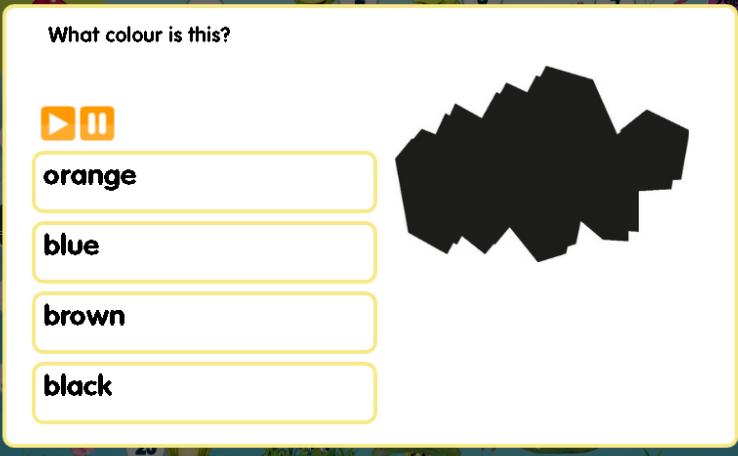 What colour is this?
orange
blue
brown
black